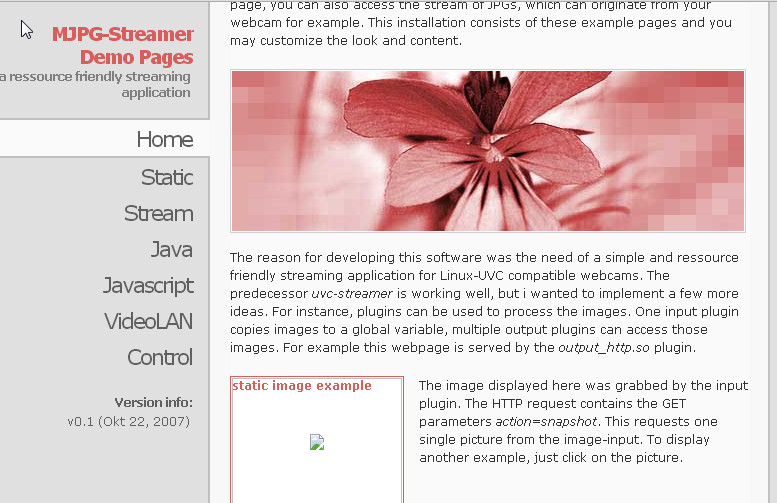 MJPG-Streamer
Demo Pages
a ressource friendly streaming
application
Home
Static
Stream
Java
Javascript
VideoLAN
Control
Version info:
v0.1 (Okt 22, 2007)
page, you can also access the stream of JPGs, which can originate from your
webcam for example. This installation consists of these example pages and you
may customize the look and content.
The reason for developing this software was the need of a simple and ressource
friendly streaming application for Linux-UVC compatible webcams. The
predecessor uvc-streamer is working well, but i wanted to implement a few more
ideas. For instance, plugins can be used to process the images. One input plugin
copies images to a global variable, multiple output plugins can access those
images. For example this webpage is served by the output_http.so plugin.
static image example
The image displayed here was grabbed by the input
plugin. The HTTP request contains the GET
parameters action=snapshot. This requests one
single picture from the image-input. To display
another example, just click on the picture.